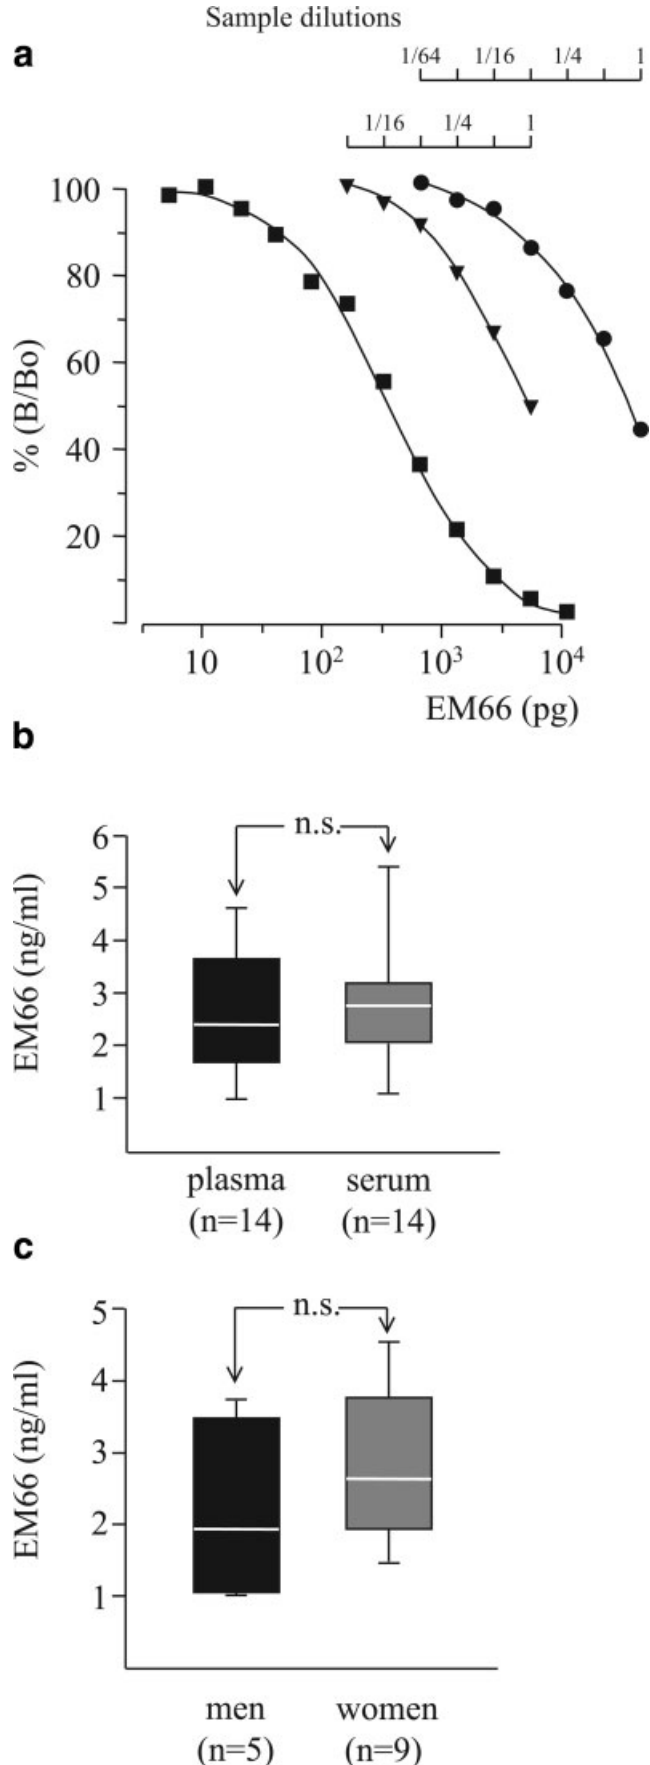 Sample dilutions
a
1/64 1/16 1/4 1
1/16 1/4 1
100
80
60
40
20
% (B/Bo)
10 10² 10³ 10⁴
EM66 (pg)
b
n.s.
6
5
4
3
2
1
EM66 (ng/ml)
plasma serum
(n=14) (n=14)
c
n.s.
5
4
3
2
1
EM66 (ng/ml)
men women
(n=5) (n=9)